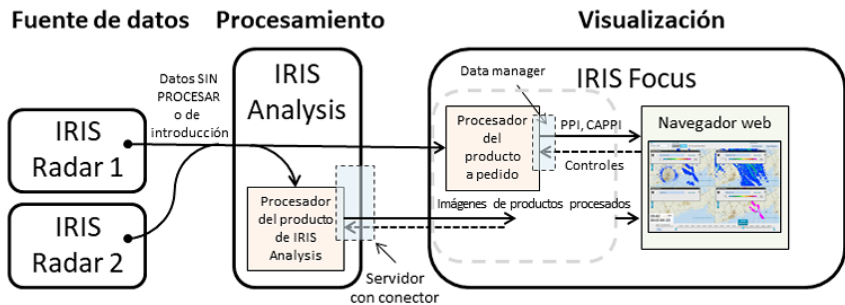 Fuente de datos
Procesamiento
Visualización
IRIS
Radar 1
IRIS
Radar 2
Datos SIN
PROCESAR
o de
introducción
IRIS
Analysis
Procesador
del producto
de IRIS
Analysis
Servidor
con conector
Data manager
IRIS Focus
Procesador
del
producto
a pedido
PPI, CAPPI
Controles
Imágenes de productos procesados
Navegador web